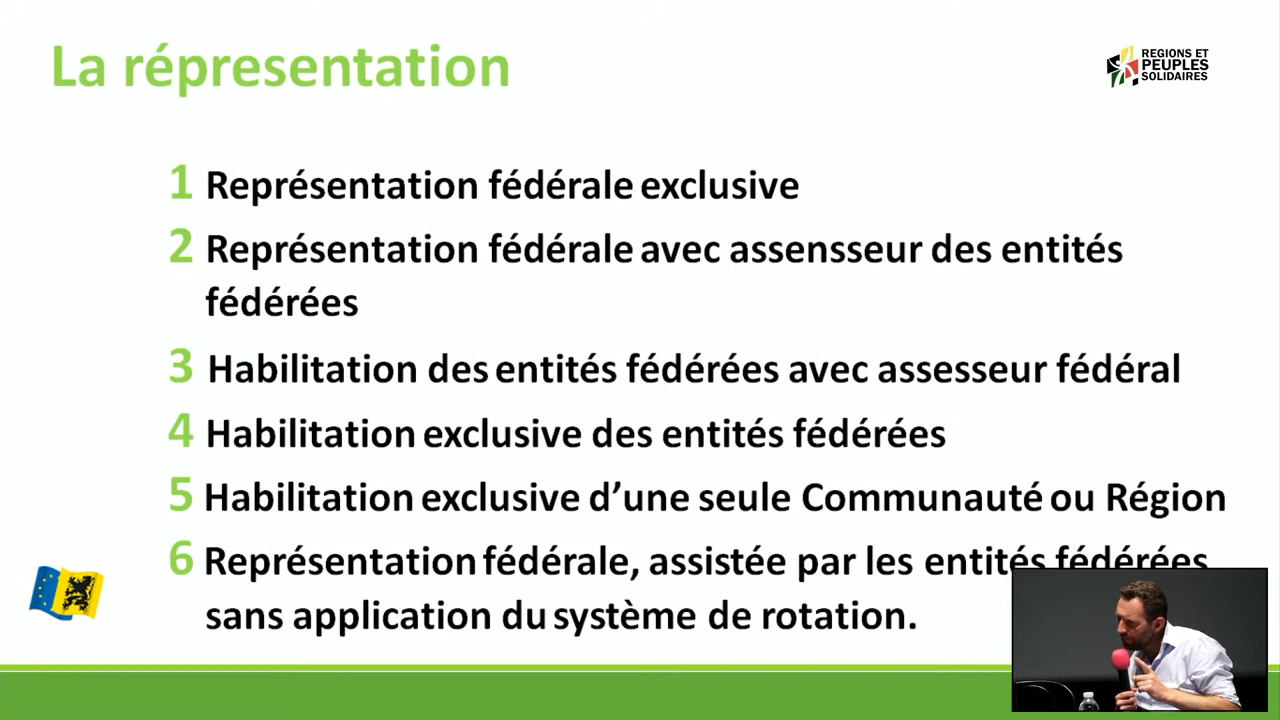 La répresentation
REGIONS ET
PEUPLES
SOLIDAIRES
1 Représentation fédérale exclusive
2 Représentation fédérale avec assensseur des entités
fédérées
3 Habilitation des entités fédérées avec assesseur fédéral
4 Habilitation exclusive des entités fédérées
5 Habilitation exclusive d’une seule Communauté ou Région
6 Représentation fédérale, assistée par les entités fédérées
sans application du système de rotation.